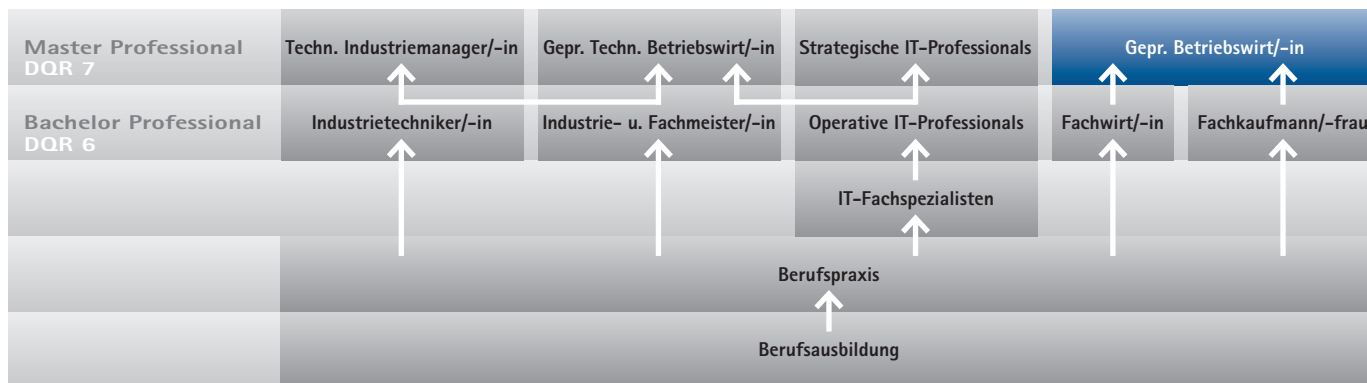 Master Professional
DQR 7
Techn. Industriemanager/-in
Gepr. Techn. Betriebswirt/-in
Strategische IT-Professionals
Gepr. Betriebswirt/-in
Bachelor Professional
DQR 6
Industrietechniker/-in
Industrie- u. Fachmeister/-in
Operative IT-Professionals
Fachwirt/-in
Fachkaufmann/-frau
IT-Fachspezialisten
Berufspraxis
Berufsausbildung